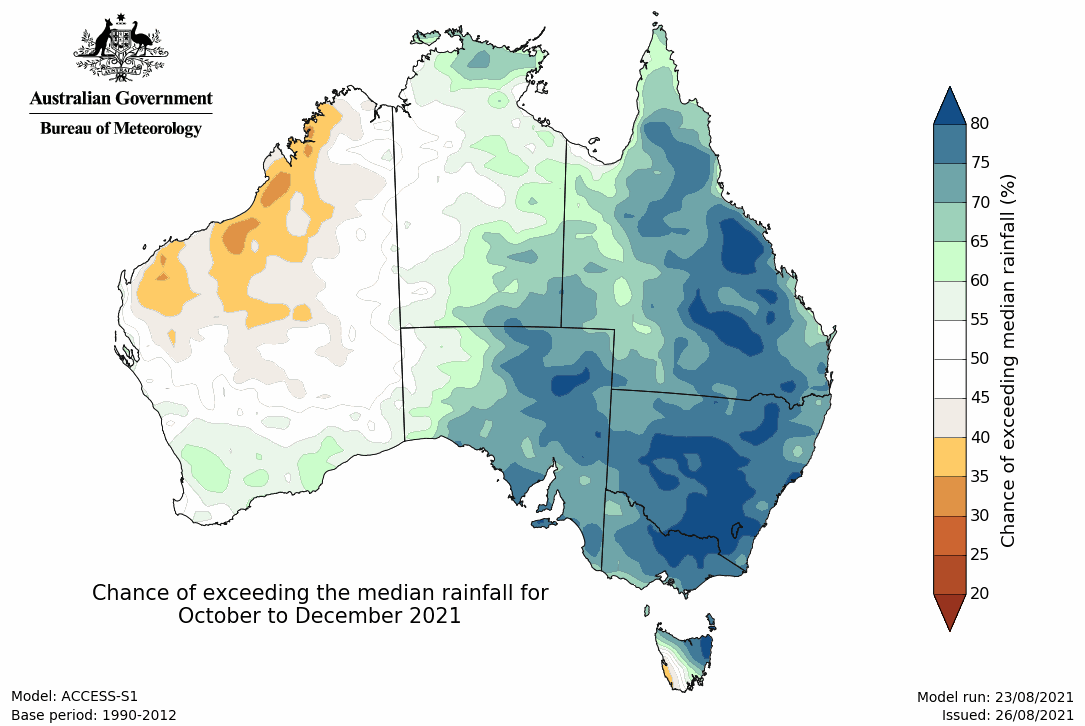 Australian Government
Bureau of Meteorology
80
75
70
65
60
55
50
45
40
35
30
25
20
Chance of exceeding median rainfall (%)
Chance of exceeding the median rainfall for
October to December 2021
Model: ACCESS-S1
Base period: 1990-2012
Model run: 23/08/2021
Issued: 26/08/2021